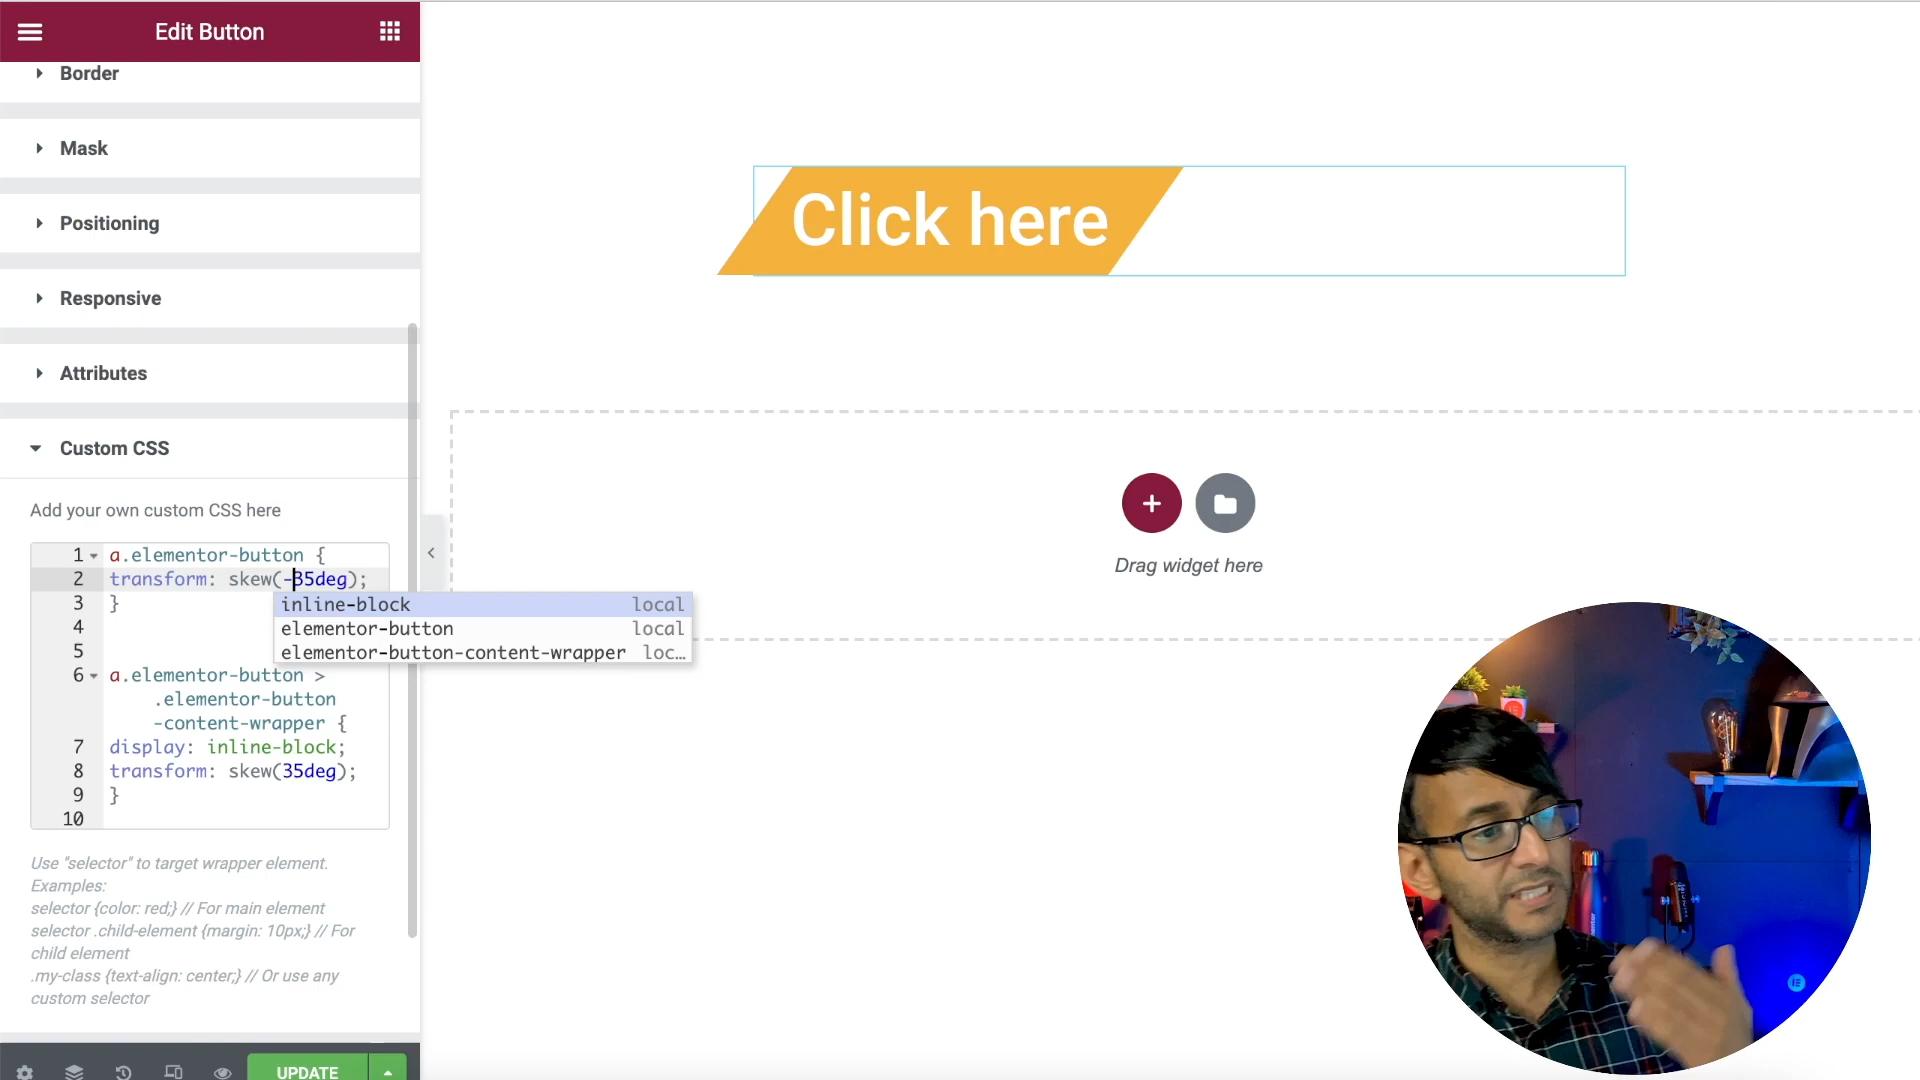 Edit Button
Border
Mask
Positioning
Responsive
Attributes
Custom CSS
Add your own custom CSS here
1 a.elementor-button {
2 transform: skew(-35deg);
3 }
4
5
6 a.elementor-button >
.elementor-button
-content-wrapper {
7 display: inline-block;
8 transform: skew(35deg);
9 }
10
inline-block local
elementor-button local
elementor-button-content-wrapper loc…
Use "selector" to target wrapper element.
Examples:
selector {color: red;} // For main element
selector .child-element {margin: 10px;} // For
child element
.my-class {text-align: center;} // Or use any
custom selector
UPDATE
Click here
Drag widget here